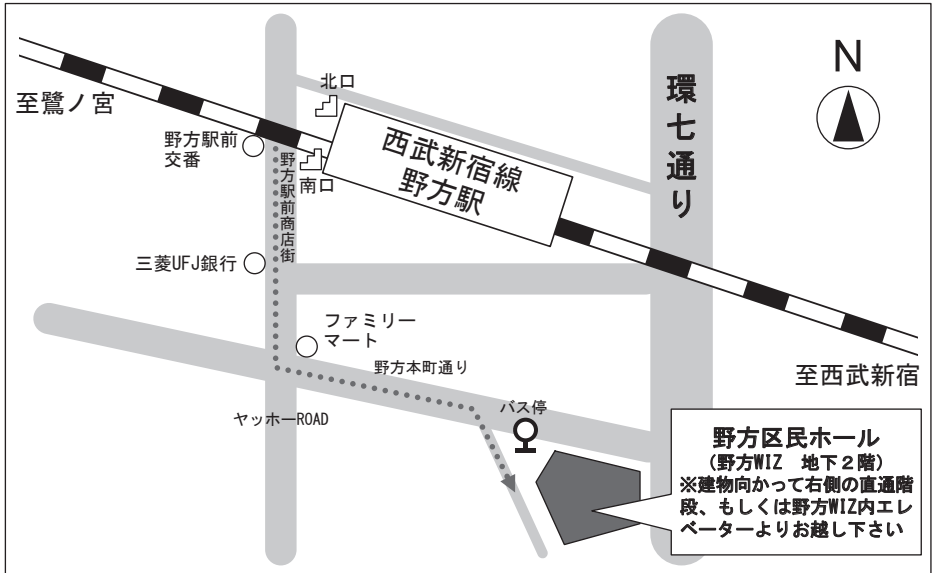 N
環七通り
北口
至鷺ノ宮
野方駅前
交番
西武新宿線
野方駅
南口
野方駅前商店街
三菱UFJ銀行
ファミリー
マート
野方本町通り
至西武新宿
バス停
ヤッホーROAD
野方区民ホール
(野方WIZ　地下２階)
※建物向かって右側の直通階
段、もしくは野方WIZ内エレ
ベーターよりお越し下さい